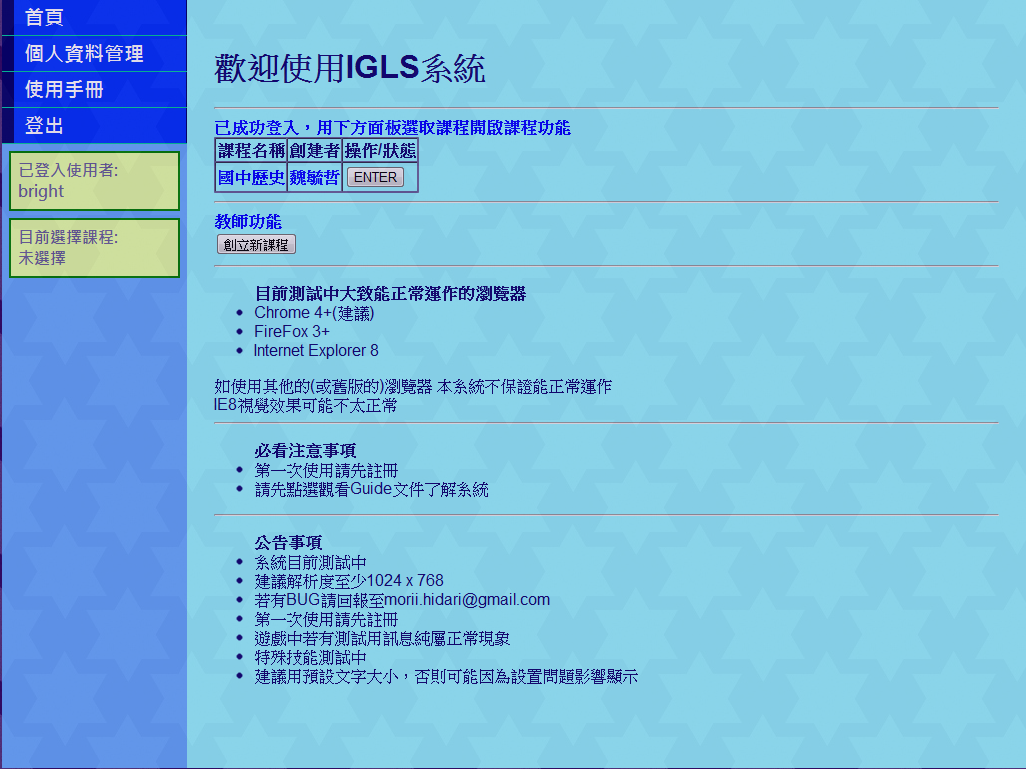 首頁
個人資料管理
使用手冊
登出
已登入使用者:
bright
目前選擇課程:
未選擇
歡迎使用IGLS系統
已成功登入，用下方面板選取課程開啟課程功能
課程名稱 創建者 操作/狀態
國中歷史 魏毓哲 ENTER
教師功能
創立新課程
目前測試中大致能正常運作的瀏覽器
Chrome 4+(建議)
FireFox 3+
Internet Explorer 8
如使用其他的(或舊版的)瀏覽器 本系統不保證能正常運作
IE8視覺效果可能不太正常
必看注意事項
第一次使用請先註冊
請先點選觀看Guide文件了解系統
公告事項
系統目前測試中
建議解析度至少1024 x 768
若有BUG請回報至morii.hidari@gmail.com
第一次使用請先註冊
遊戲中若有測試用訊息純屬正常現象
特殊技能測試中
建議用預設文字大小，否則可能因為設置問題影響顯示